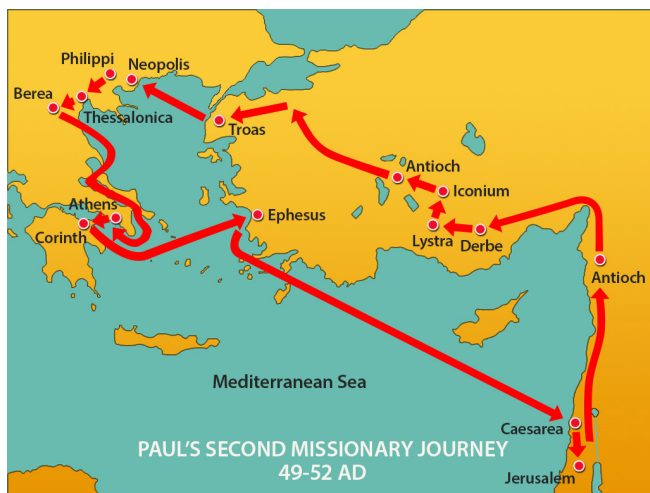 Philippi
Neopolis
Berea
Thessalonica
Troas
Antioch
Iconium
Athens
Ephesus
Corinth
Lystra
Derbe
Antioch
Mediterranean Sea
Caesarea
PAUL'S SECOND MISSIONARY JOURNEY
49-52 AD
Jerusalem